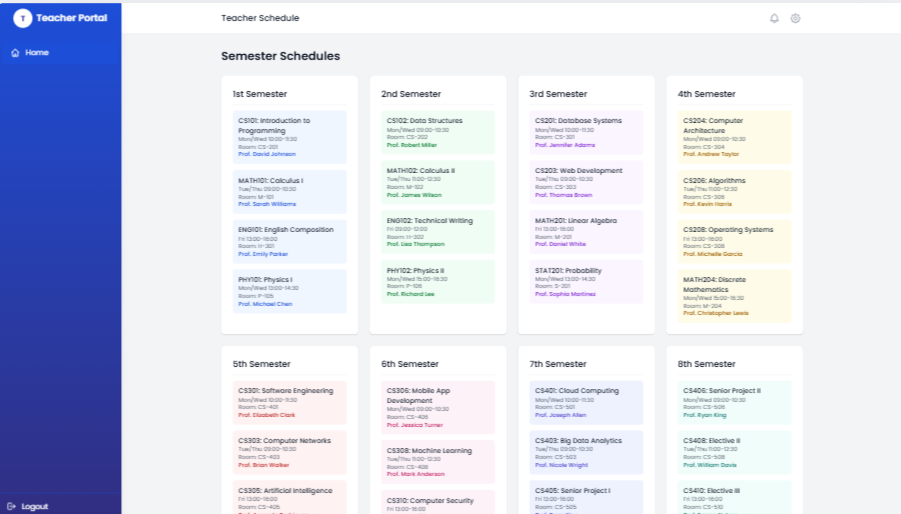 T Teacher Portal
Home
Logout
Teacher Schedule
Semester Schedules
1st Semester
CS101: Introduction to
Programming
Mon/Wed 09:00-10:30
Room: CS-201
Prof. David Johnson
MATH101: Calculus I
Tue/Thu 09:00-10:30
Room: M-101
Prof. Sarah Williams
ENG101: English Composition
Fri 13:00-16:00
Room: H-301
Prof. Emily Parker
PHY101: Physics I
Mon/Wed 13:00-14:30
Room: P-105
Prof. Michael Chen
2nd Semester
CS102: Data Structures
Mon/Wed 09:00-10:30
Room: CS-202
Prof. Robert Miller
MATH102: Calculus II
Tue/Thu 11:00-12:30
Room: M-102
Prof. James Wilson
ENG102: Technical Writing
Fri 09:00-12:00
Room: H-302
Prof. Lisa Thompson
PHY102: Physics II
Mon/Wed 15:00-16:30
Room: P-106
Prof. Richard Lee
3rd Semester
CS201: Database Systems
Mon/Wed 10:00-11:30
Room: CS-301
Prof. Jennifer Adams
CS203: Web Development
Tue/Thu 09:00-10:30
Room: CS-303
Prof. Thomas Brown
MATH201: Linear Algebra
Fri 13:00-16:00
Room: M-201
Prof. Daniel White
STAT201: Probability
Mon/Wed 13:00-14:30
Room: S-201
Prof. Sophia Martinez
4th Semester
CS204: Computer
Architecture
Mon/Wed 09:00-10:30
Room: CS-304
Prof. Andrew Taylor
CS206: Algorithms
Tue/Thu 11:00-12:30
Room: CS-306
Prof. Kevin Harris
CS208: Operating Systems
Fri 13:00-16:00
Room: CS-308
Prof. Michelle Garcia
MATH204: Discrete
Mathematics
Mon/Wed 15:00-16:30
Room: M-204
Prof. Christopher Lewis
5th Semester
CS301: Software Engineering
Mon/Wed 10:00-11:30
Room: CS-401
Prof. Elizabeth Clark
CS303: Computer Networks
Tue/Thu 09:00-10:30
Room: CS-403
Prof. Brian Walker
CS305: Artificial Intelligence
Fri 13:00-16:00
Room: CS-405
6th Semester
CS306: Mobile App
Development
Mon/Wed 09:00-10:30
Room: CS-406
Prof. Jessica Turner
CS308: Machine Learning
Tue/Thu 11:00-12:30
Room: CS-408
Prof. Mark Anderson
CS310: Computer Security
Fri 13:00-16:00
7th Semester
CS401: Cloud Computing
Mon/Wed 10:00-11:30
Room: CS-501
Prof. Joseph Allen
CS403: Big Data Analytics
Tue/Thu 09:00-10:30
Room: CS-503
Prof. Nicole Wright
CS405: Senior Project I
Fri 13:00-16:00
Room: CS-505
8th Semester
CS406: Senior Project II
Mon/Wed 09:00-10:30
Room: CS-506
Prof. Ryan King
CS408: Elective II
Tue/Thu 11:00-12:30
Room: CS-508
Prof. William Davis
CS410: Elective III
Fri 13:00-16:00
Room: CS-510